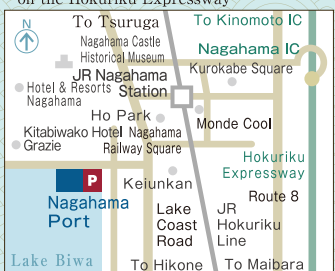 on the Hokuriku Expressway
To Tsuruga
To Kinomoto IC
N
Nagahama Castle
Historical Museum
Nagahama IC
Kurokabe Square
JR Nagahama
Station
Hotel & Resorts
Nagahama
Ho Park
Monde Cool
Kitabiwako Hotel
Grazie
Nagahama
Railway Square
Hokuriku
Expressway
P
Keiunkan
Nagahama
Port
Route 8
Lake
Coast
Road
JR
Hokuriku
Line
Lake Biwa
To Hikone
To Maibara